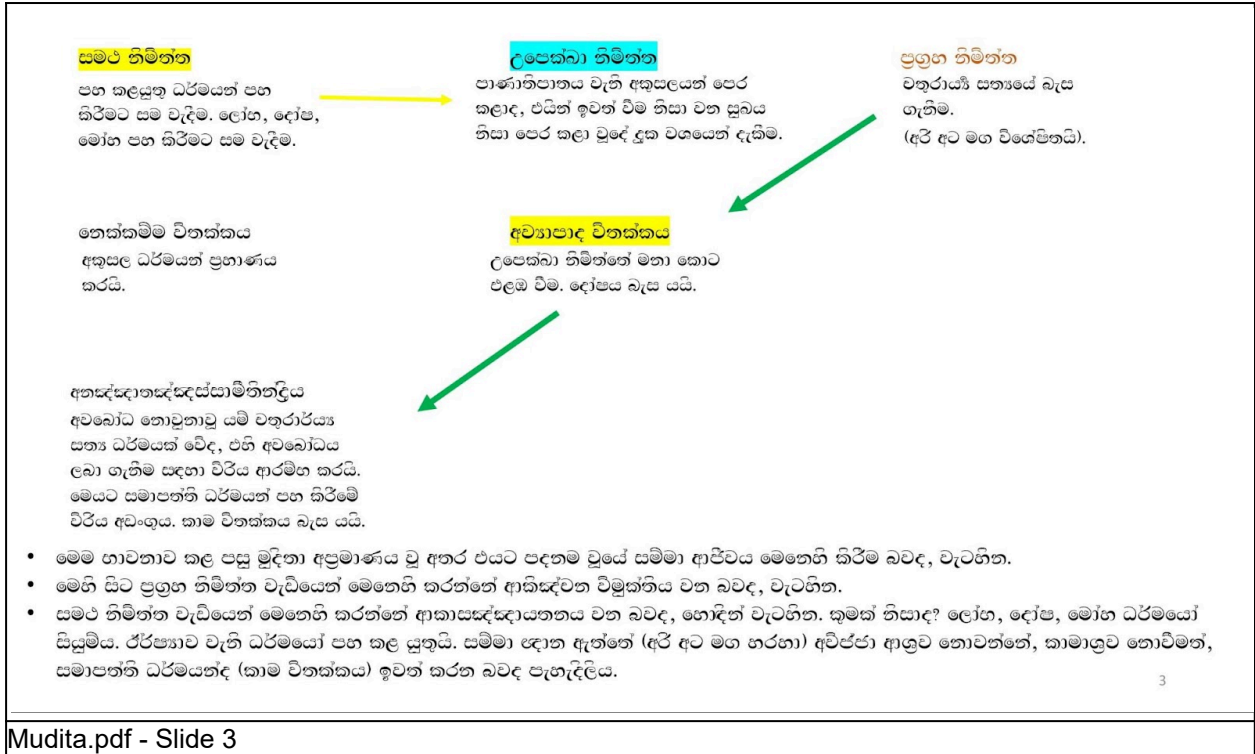 සමථ නිමිත්ත
පහ කළයුතු ධර්මයන් පහ
කිරීමට සම වැදීම. ලෝභ, දෝෂ,
මෝහ පහ කිරීමට සම වැදීම.
උපෙක්ඛා නිමිත්ත
පාණාතිපාතය වැනි අකුසලයන් පෙර
කළාද, එයින් ඉවත් වීම නිසා වන සුඛය
නිසා පෙර කළා වූදේ දුක වශයෙන් දැකීම.
ප්‍රග්‍රහ නිමිත්ත
චතුරාර්‍ය්‍ය සත්‍යයේ බැස
ගැනීම.
(අරි අට මග විශේෂිතයි).
නෙක්කම්ම විතක්කය
අකුසල ධර්මයන් ප්‍රහාණය
කරයි.
අව්‍යාපාද විතක්කය
උපෙක්ඛා නිමිත්තේ මනා කොට
එළඹ වීම. දෝෂය බැස යයි.
අනඤ්ඤාතඤ්ඤස්සාමීතින්ද්‍රිය
අවබෝධ නොවුනාවූ යම් චතුරාර්ය්‍ය
සත්‍ය ධර්මයක් වේද, එහි අවබෝධය
ලබා ගැනීම සඳහා විරිය ආරම්භ කරයි.
මෙයට සමාපත්ති ධර්මයන් පහ කිරීමේ
විරිය අඩංගුය. කාම විතක්කය බැස යයි.
• මෙම භාවනාව කළ පසු මුදිතා අප්‍රමාණය වූ අතර එයට පදනම වූයේ සම්මා ආජීවය මෙනෙහි කිරීම බවද, වැටහින.
• මෙහි සිට ප්‍රග්‍රහ නිමිත්ත වැඩියෙන් මෙනෙහි කරන්නේ ආකිඤ්චන විමුක්තිය වන බවද, වැටහින.
• සමථ නිමිත්ත වැඩියෙන් මෙනෙහි කරන්නේ ආකාසඤ්ඤායතනය වන බවද, හොඳින් වැටහින. කුමක් නිසාද? ලෝභ, දෝෂ, මෝහ ධර්මයෝ
සියුම්ය. ඊර්ෂ්‍යාව වැනි ධර්මයෝ පහ කළ යුතුයි. සම්මා ඥාන ඇත්තේ (අරි අට මග හරහා) අවිජ්ජා ආශ්‍රව නොවන්නේ, කාමාශ්‍රව නොවීමත්,
සමාපත්ති ධර්මයන්ද (කාම විතක්කය) ඉවත් කරන බවද පැහැදිලිය.
3
Mudita.pdf - Slide 3